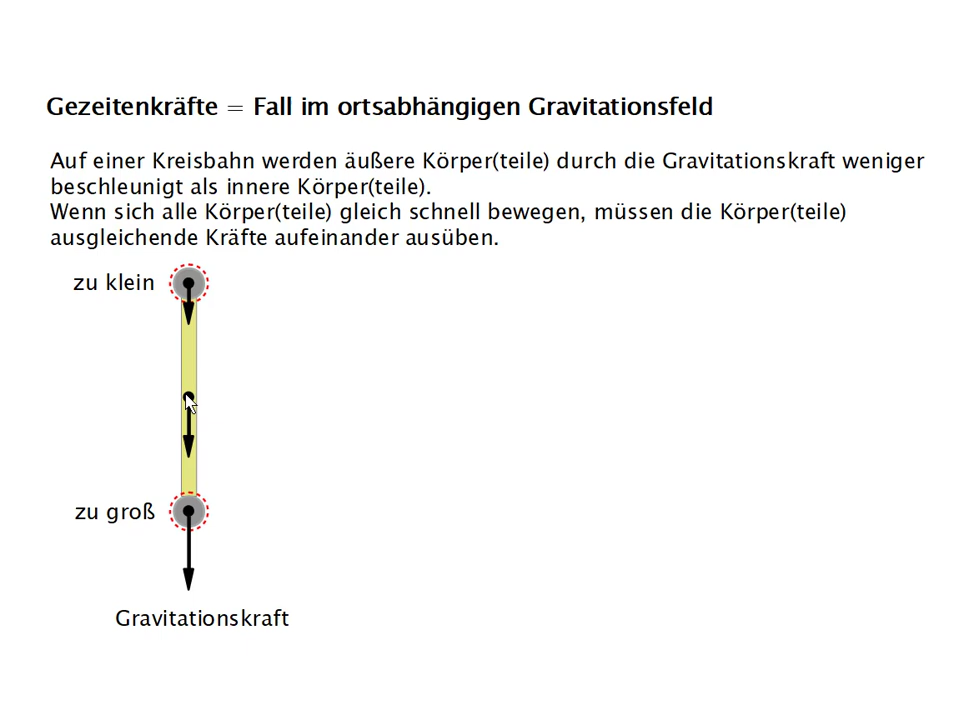 Gezeitenkräfte = Fall im ortsabhängigen Gravitationsfeld
Auf einer Kreisbahn werden äußere Körper(teile) durch die Gravitationskraft weniger
beschleunigt als innere Körper(teile).
Wenn sich alle Körper(teile) gleich schnell bewegen, müssen die Körper(teile)
ausgleichende Kräfte aufeinander ausüben.
zu klein
zu groß
Gravitationskraft